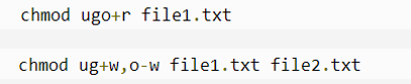 chmod ugo+r file1.txt
chmod ug+w,o-w file1.txt file2.txt